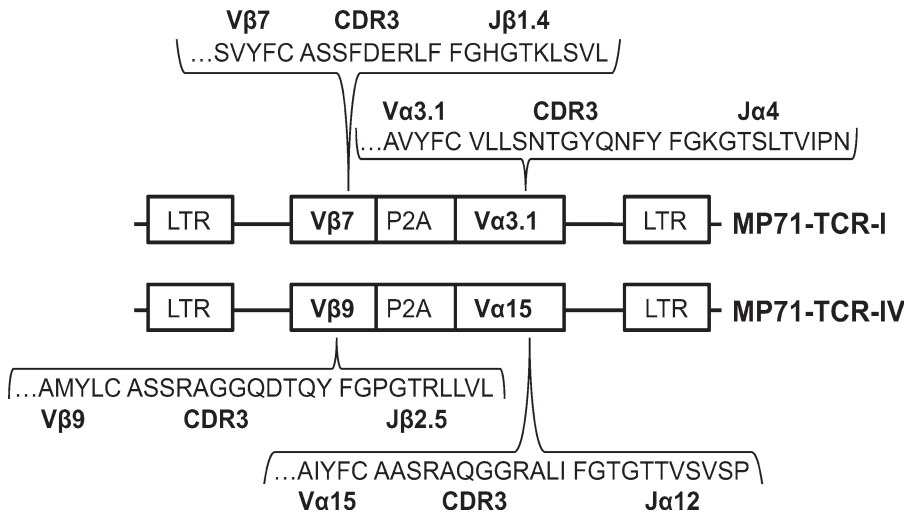 Vβ7 CDR3 Jβ1.4
...SVYFC ASSFDERLF FGHGTKLSVL
Vα3.1 CDR3 Jα4
...AVYFC VLLSNTGYQNFY FGKGTSLTVIPN
LTR Vβ7 P2A Vα3.1 LTR MP71-TCR-I
LTR Vβ9 P2A Vα15 LTR MP71-TCR-IV
...AMYLC ASSRAGGQDTQY FGPGTRLLVL
Vβ9 CDR3 Jβ2.5
...AIYFC AASRAQGGRALI FGTGTTVSVSP
Vα15 CDR3 Jα12